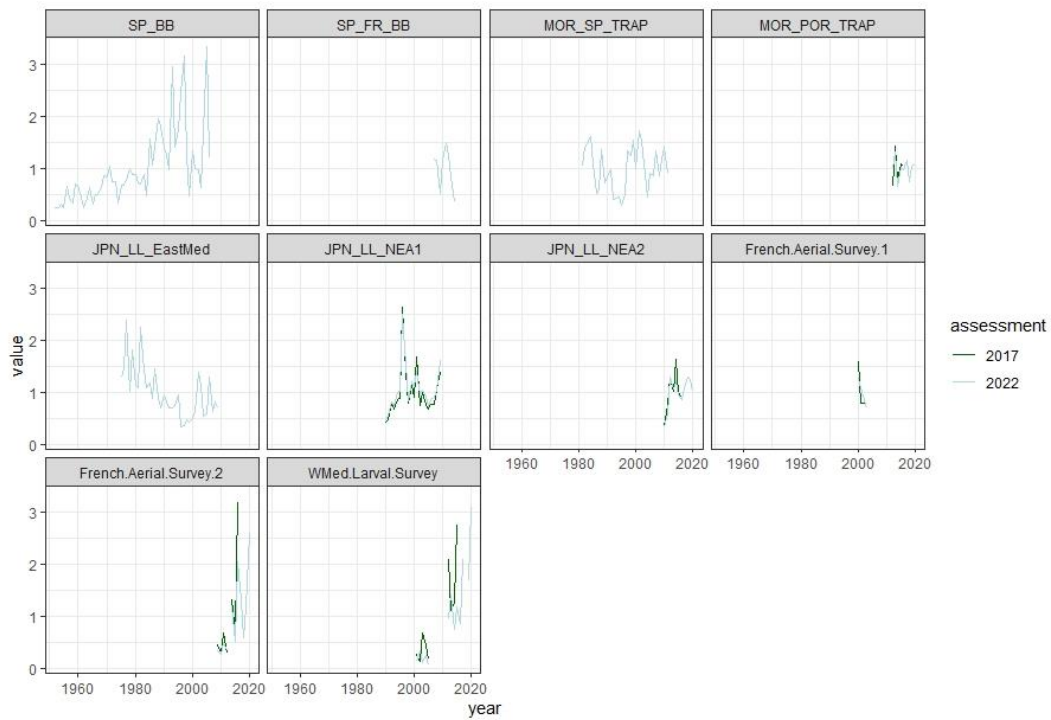 SP_BB SP_FR_BB MOR_SP_TRAP MOR_POR_TRAP
3
2
1
0
JPN_LL_EastMed JPN_LL_NEA1 JPN_LL_NEA2 French.Aerial.Survey.1
3
2
1
0
1960 1980 2000 2020 1960 1980 2000 2020
French.Aerial.Survey.2 WMed.Larval.Survey
3
2
1
0
1960 1980 2000 2020 1960 1980 2000 2020
year
value
assessment
2017
2022